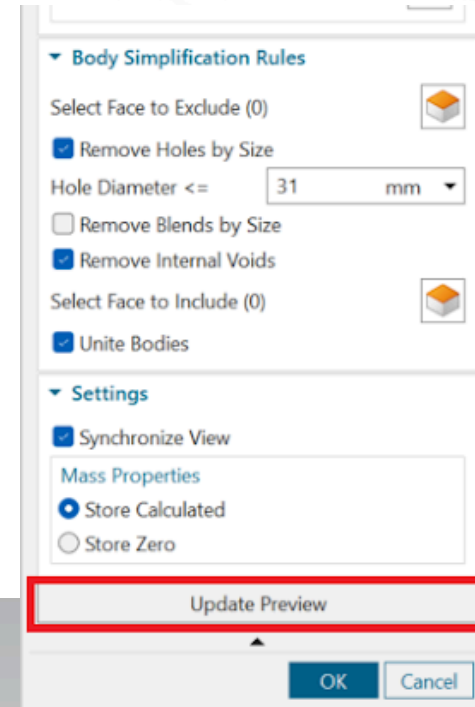 Body Simplification Rules
Select Face to Exclude (0)
Remove Holes by Size
Hole Diameter <= 31 mm
Remove Blends by Size
Remove Internal Voids
Select Face to Include (0)
Unite Bodies
Settings
Synchronize View
Mass Properties
Store Calculated
Store Zero
Update Preview
OK Cancel